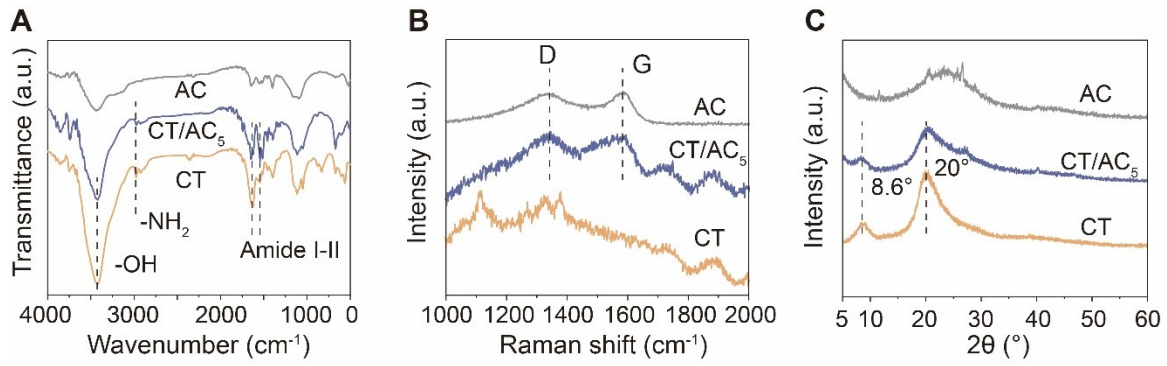 A
Transmittance (a.u.)
AC
CT/AC₅
CT
-NH₂
Amide I-II
-OH
4000 3000 2000 1000 0
Wavenumber (cm⁻¹)
B
Intensity (a.u.)
D
G
AC
CT/AC₅
CT
1000 1200 1400 1600 1800 2000
Raman shift (cm⁻¹)
C
Intensity (a.u.)
AC
CT/AC₅
8.6°
20°
CT
5 10 20 30 40 50 60
2θ (°)